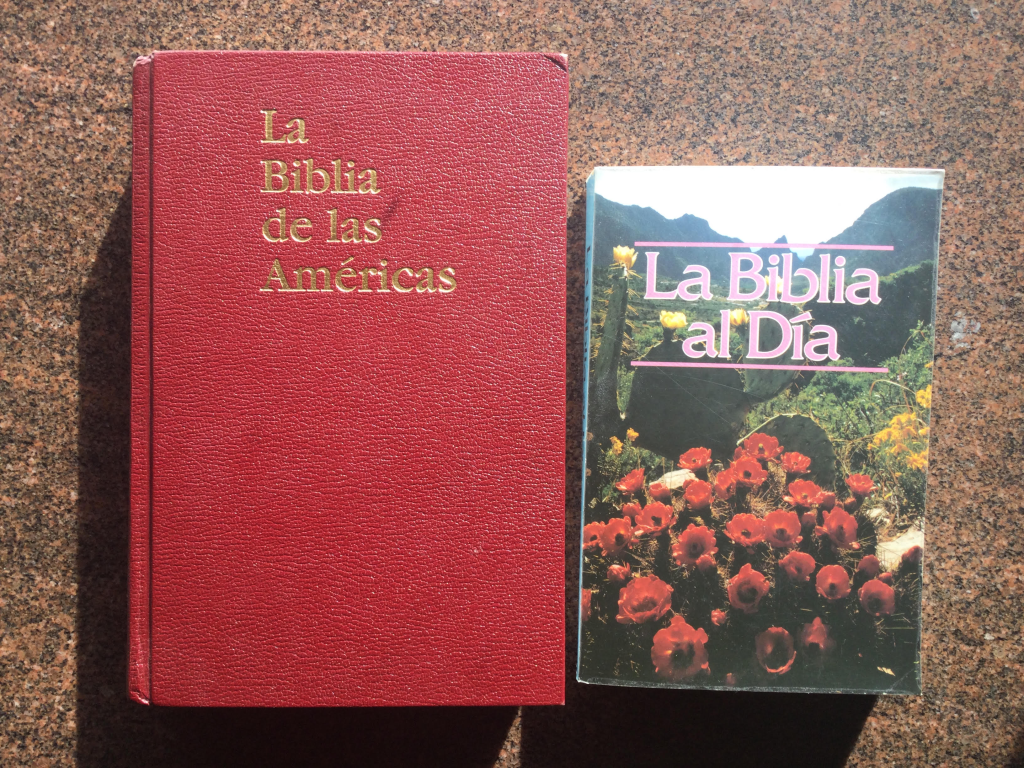 La
Biblia
de las
Américas
La Biblia
al Día